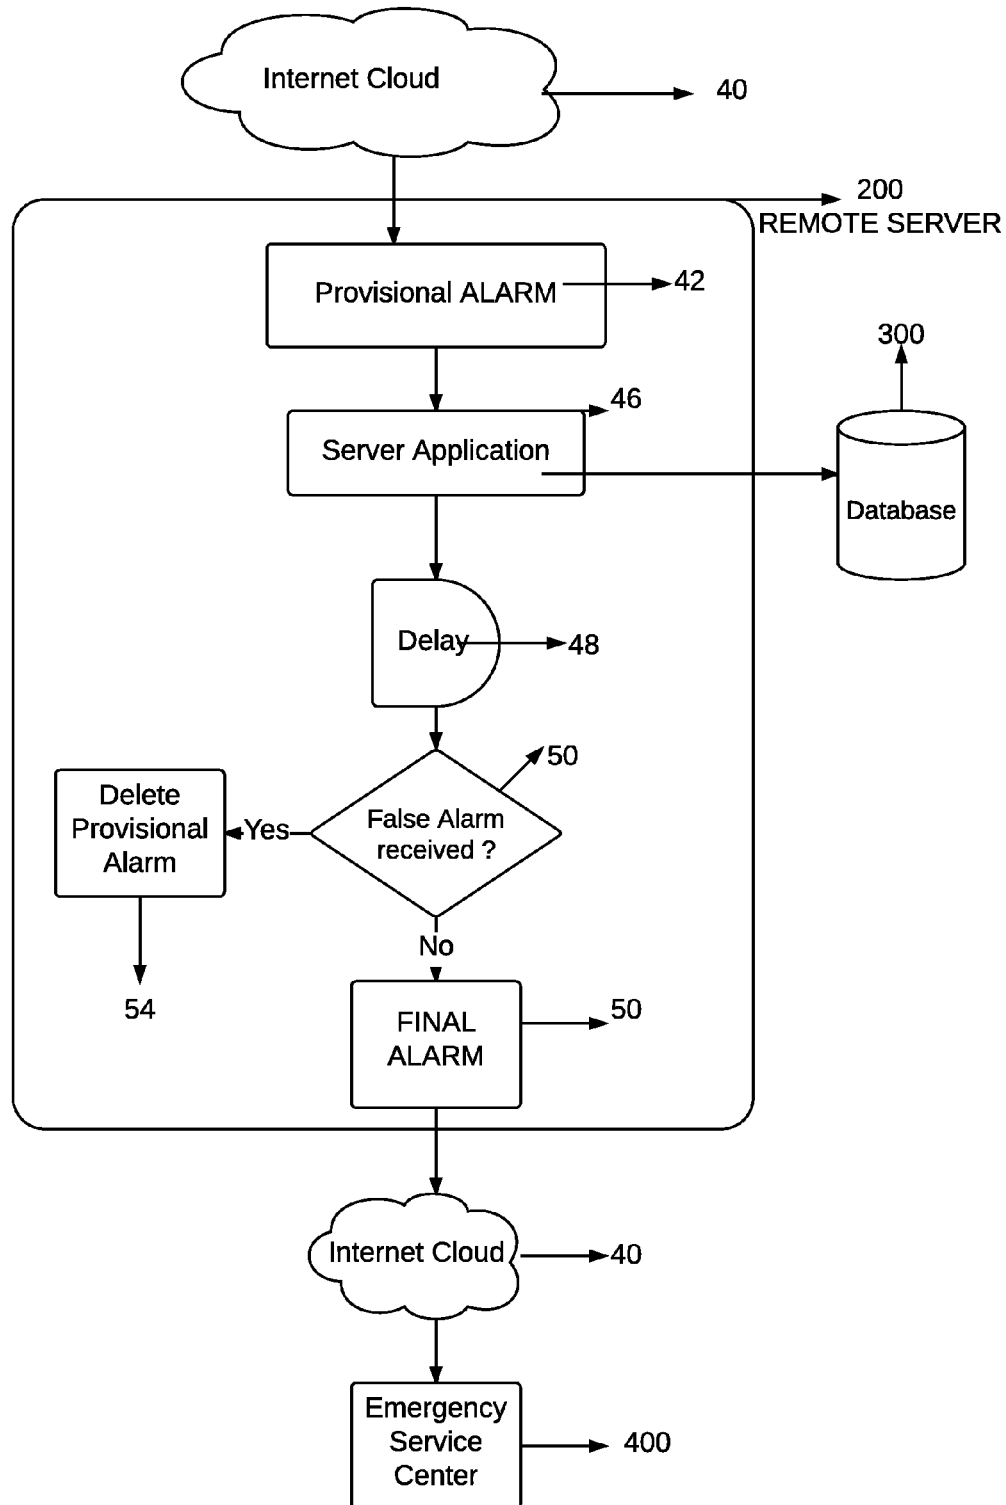 Internet Cloud
40
200
REMOTE SERVER
Provisional ALARM
42
300
46
Server Application
Database
Delay
48
50
False Alarm
received ?
Yes
Delete
Provisional
Alarm
54
No
FINAL
ALARM
50
Internet Cloud
40
Emergency
Service
Center
400